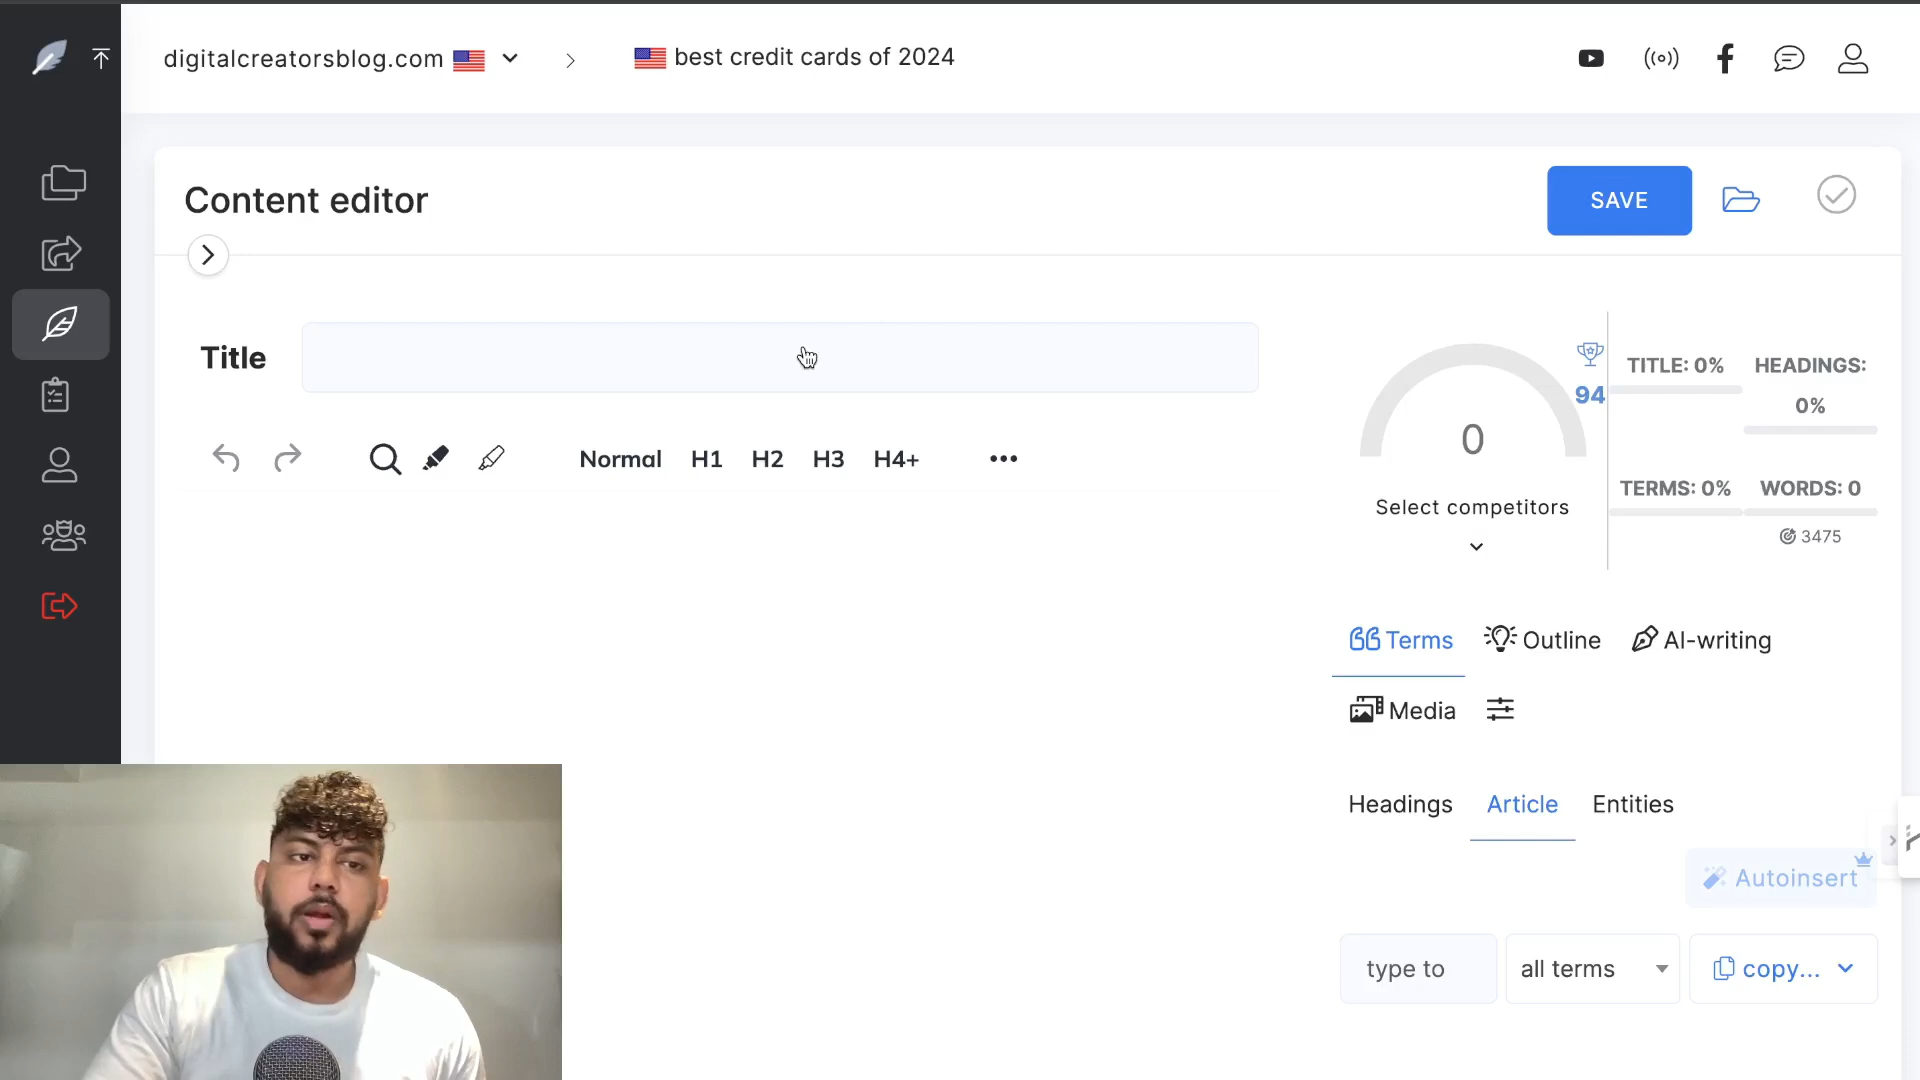 digitalcreatorsblog.com
best credit cards of 2024
Content editor
SAVE
Title
94
TITLE: 0%
HEADINGS:
0%
0
Normal
H1
H2
H3
H4+
Select competitors
TERMS: 0%
WORDS: 0
3475
Terms
Outline
AI-writing
Media
Headings
Article
Entities
Autoinsert
type to
all terms
copy...